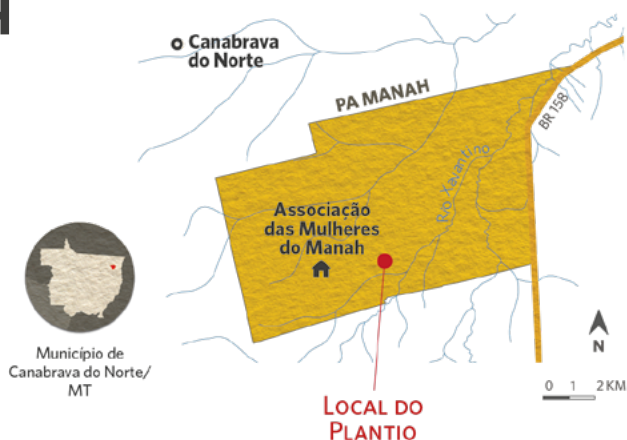 H
Canabrava
do Norte
PA MANAH
BR 158
Rio Xavantino
Associação
das Mulheres
do Manah
Município de
Canabrava do Norte/
MT
N
0 1 2 KM
LOCAL DO
PLANTIO